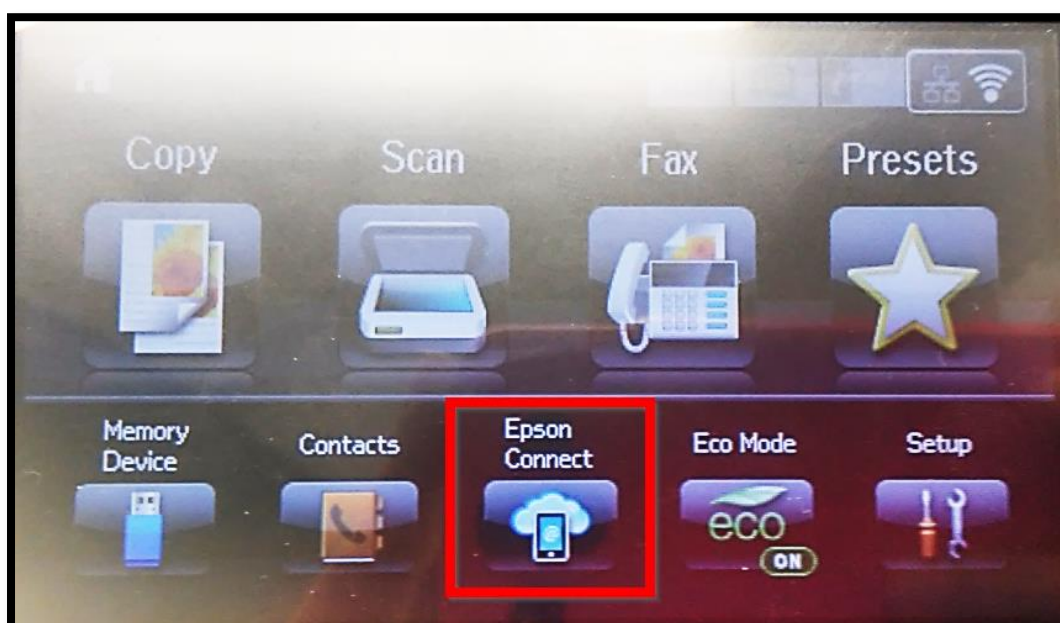 Copy
Scan
Fax
Presets
Memory
Device
Contacts
Epson
Connect
Eco Mode
Setup
eco
ON